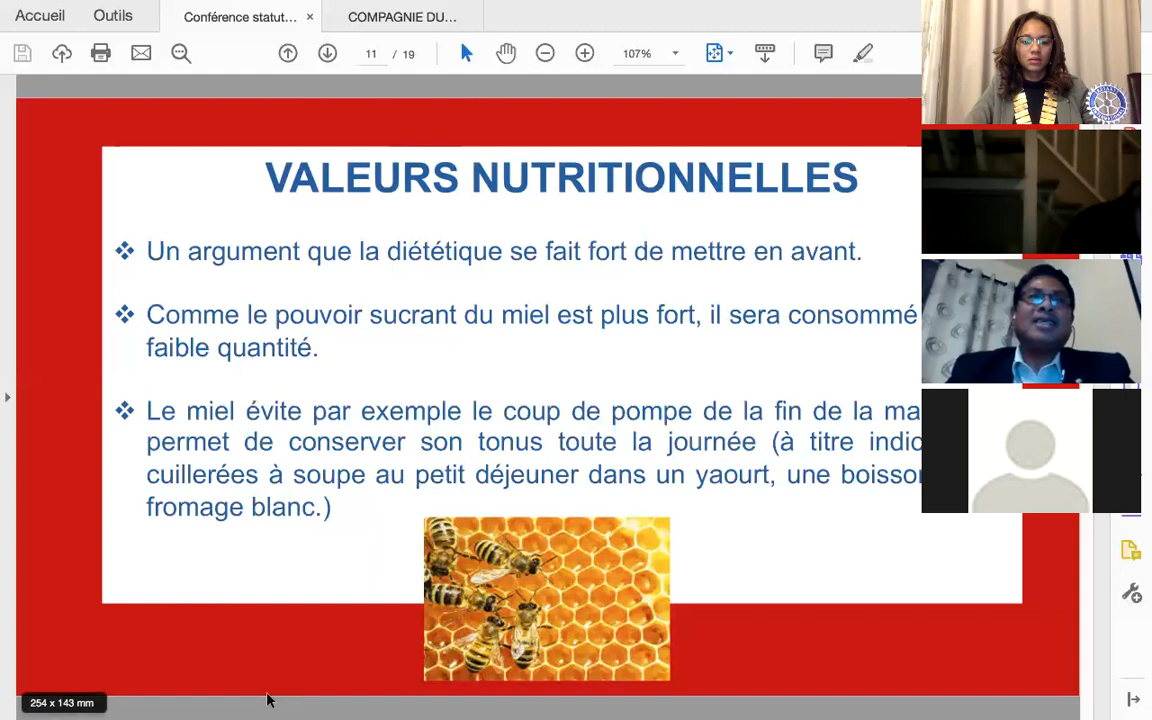 Accueil Outils Conférence statut... × COMPAGNIE DU...
11 / 19 107%
VALEURS NUTRITIONNELLES
Un argument que la diététique se fait fort de mettre en avant.
Comme le pouvoir sucrant du miel est plus fort, il sera consommé
faible quantité.
Le miel évite par exemple le coup de pompe de la fin de la ma
permet de conserver son tonus toute la journée (à titre indic
cuillerées à soupe au petit déjeuner dans un yaourt, une boisson
fromage blanc.)
254 x 143 mm